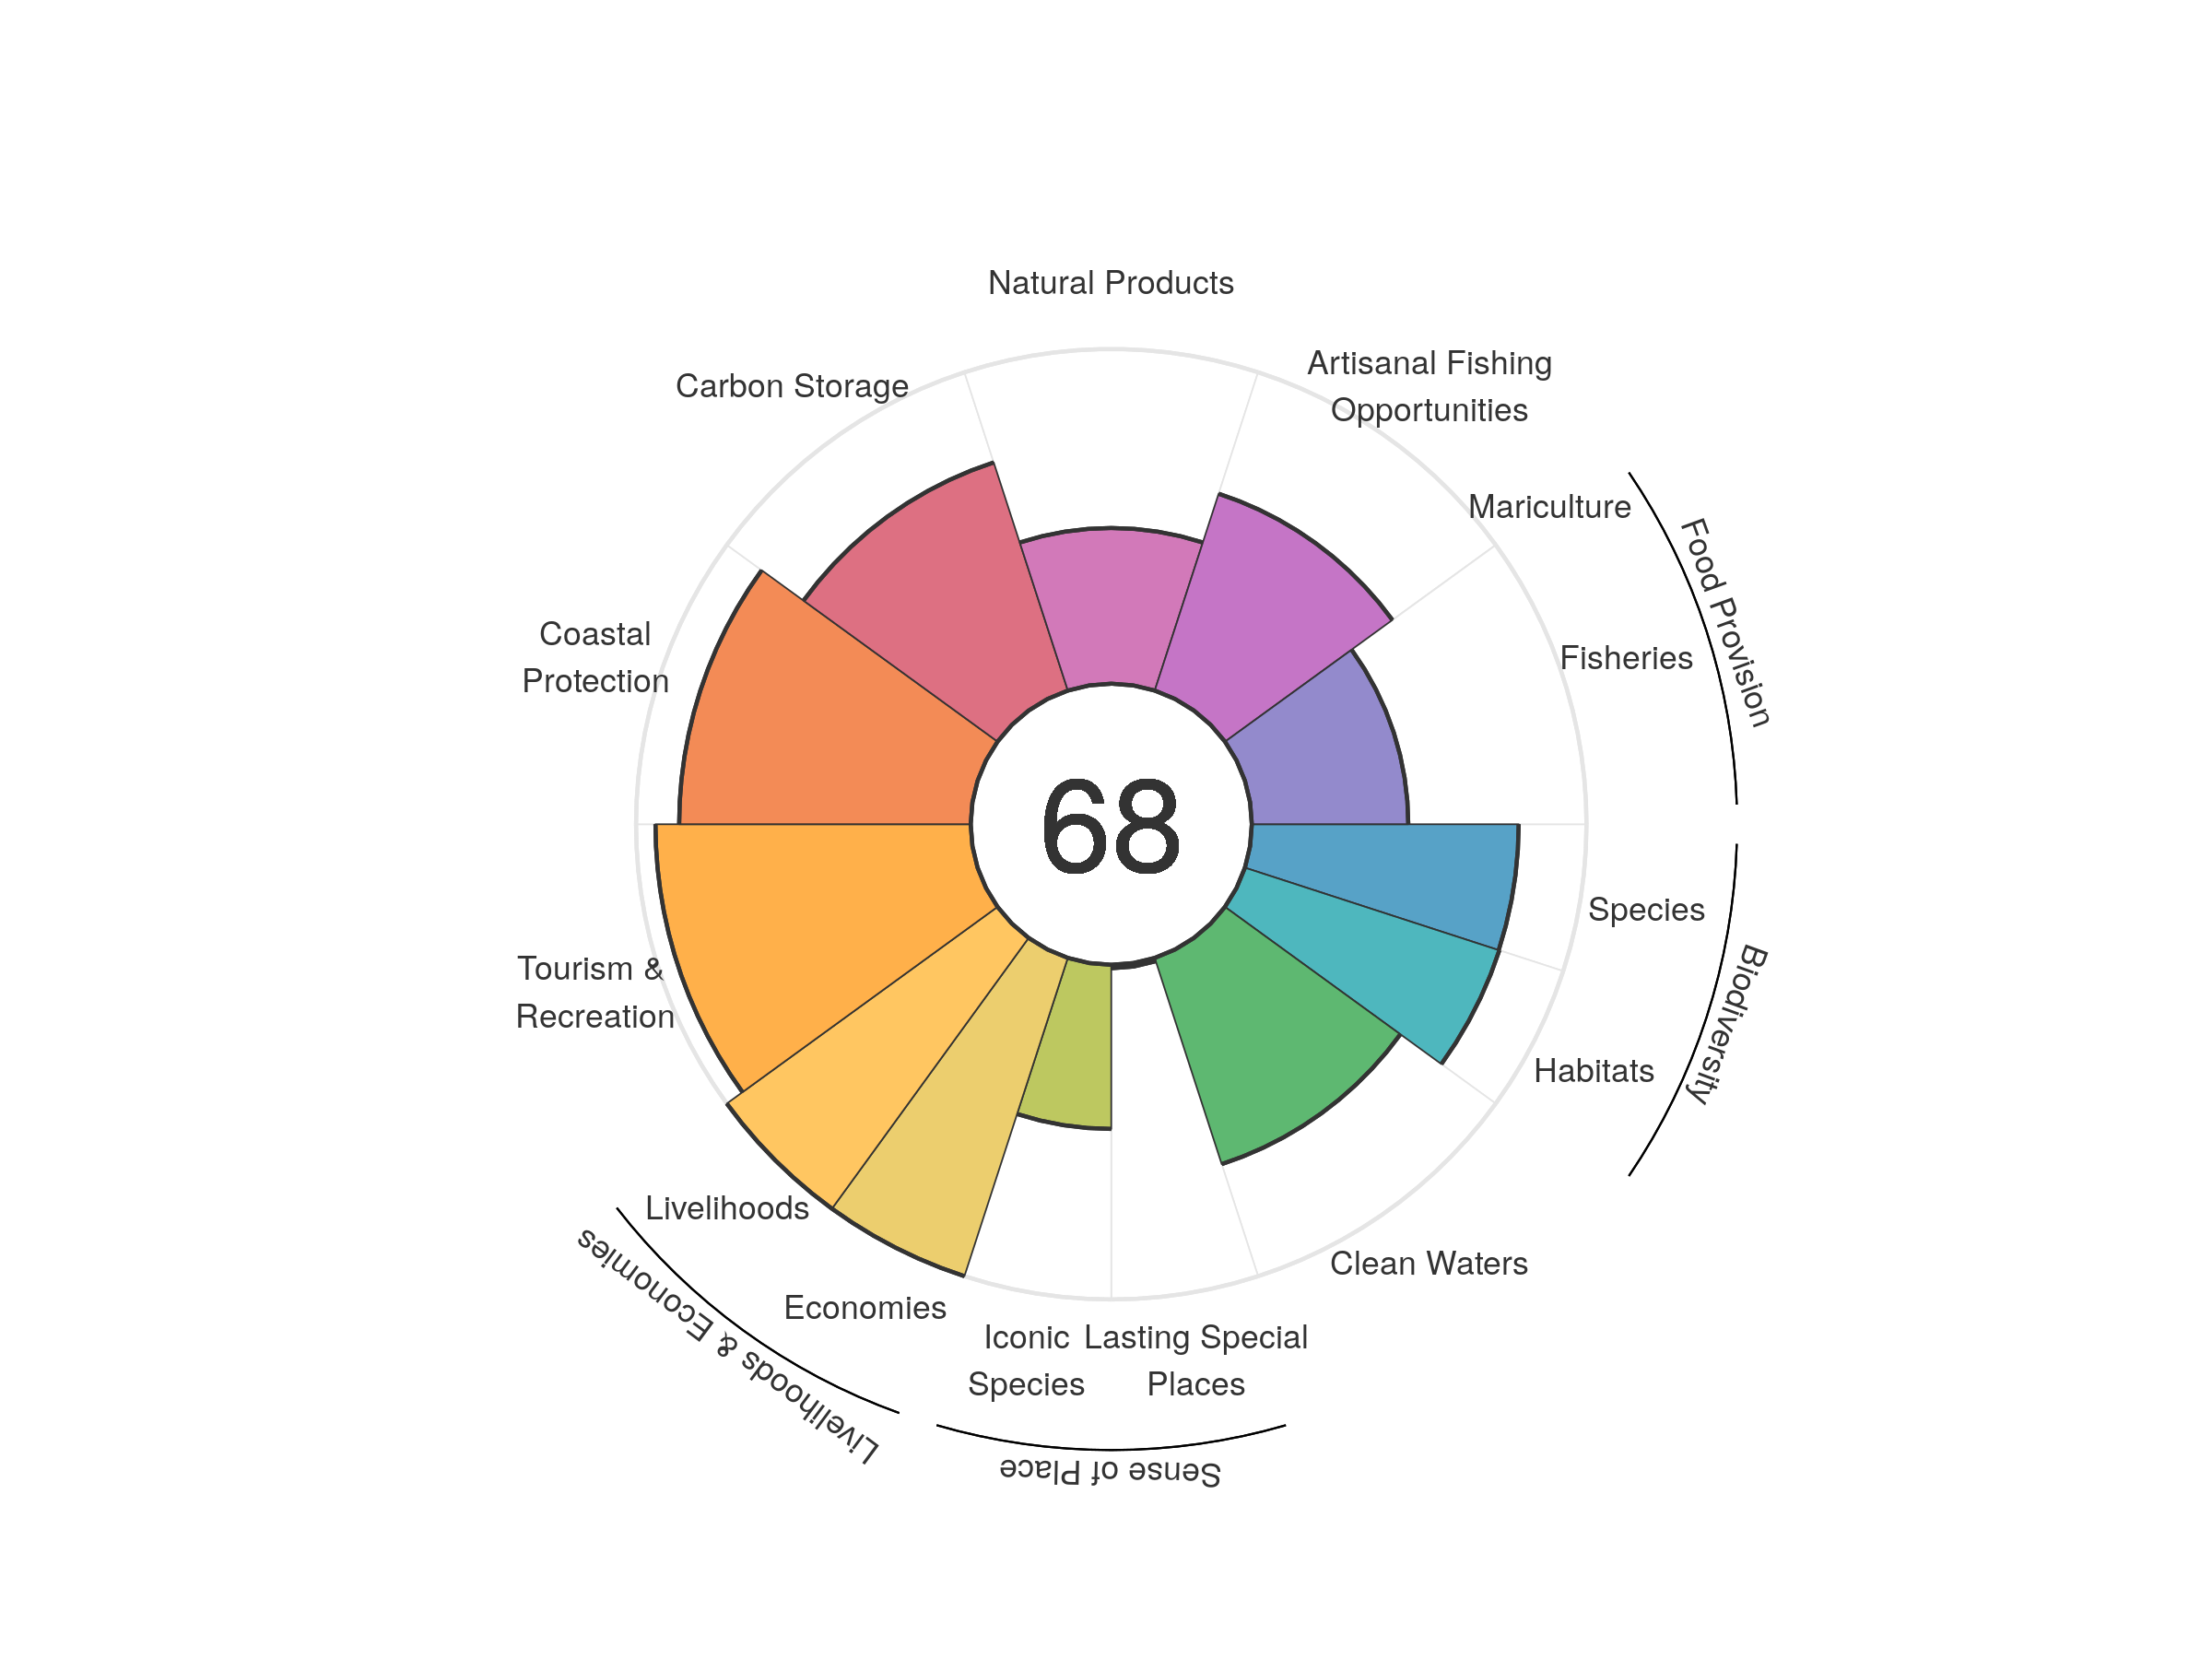 Natural Products
Carbon Storage
Artisanal Fishing
Opportunities
Mariculture
Food Provision
Fisheries
Coastal
Protection
68
Species
Biodiversity
Tourism &
Recreation
Habitats
Livelihoods
Livelihoods & Economies
Clean Waters
Economies
Iconic
Species
Lasting Special
Places
Sense of Place